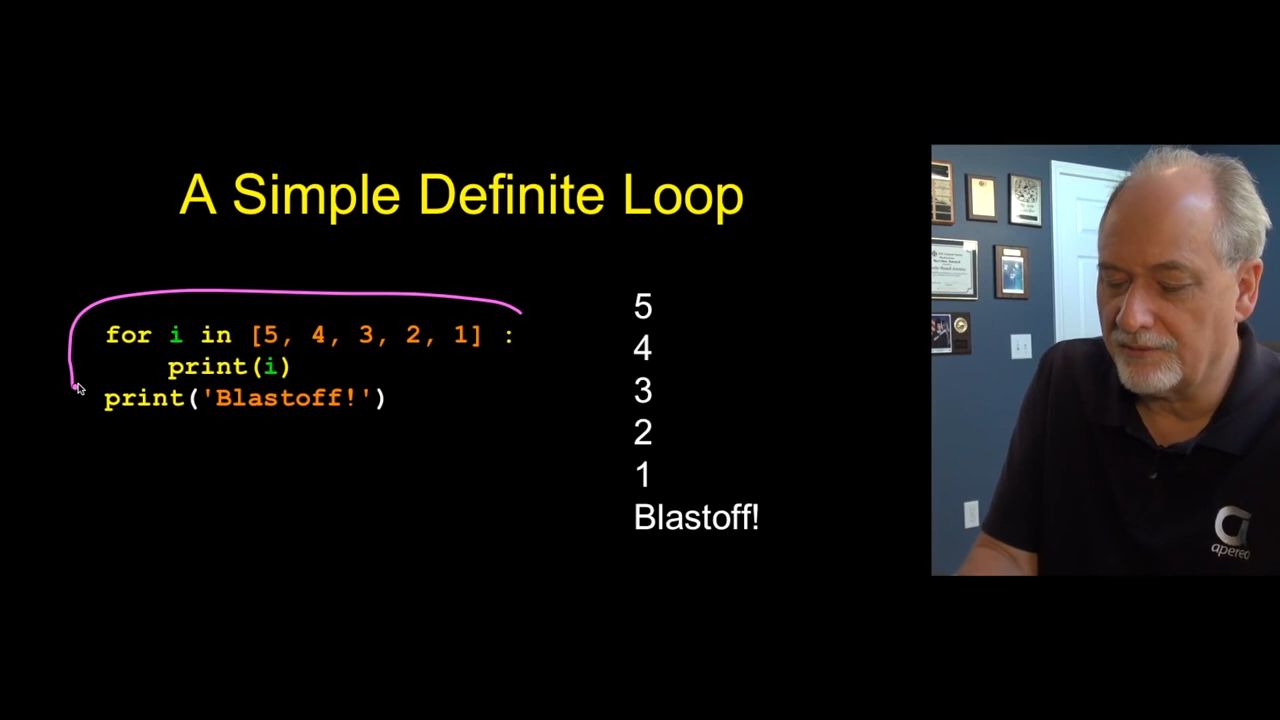 A Simple Definite Loop
for i in [5, 4, 3, 2, 1] :
    print(i)
print('Blastoff!')
5
4
3
2
1
Blastoff!
apereo